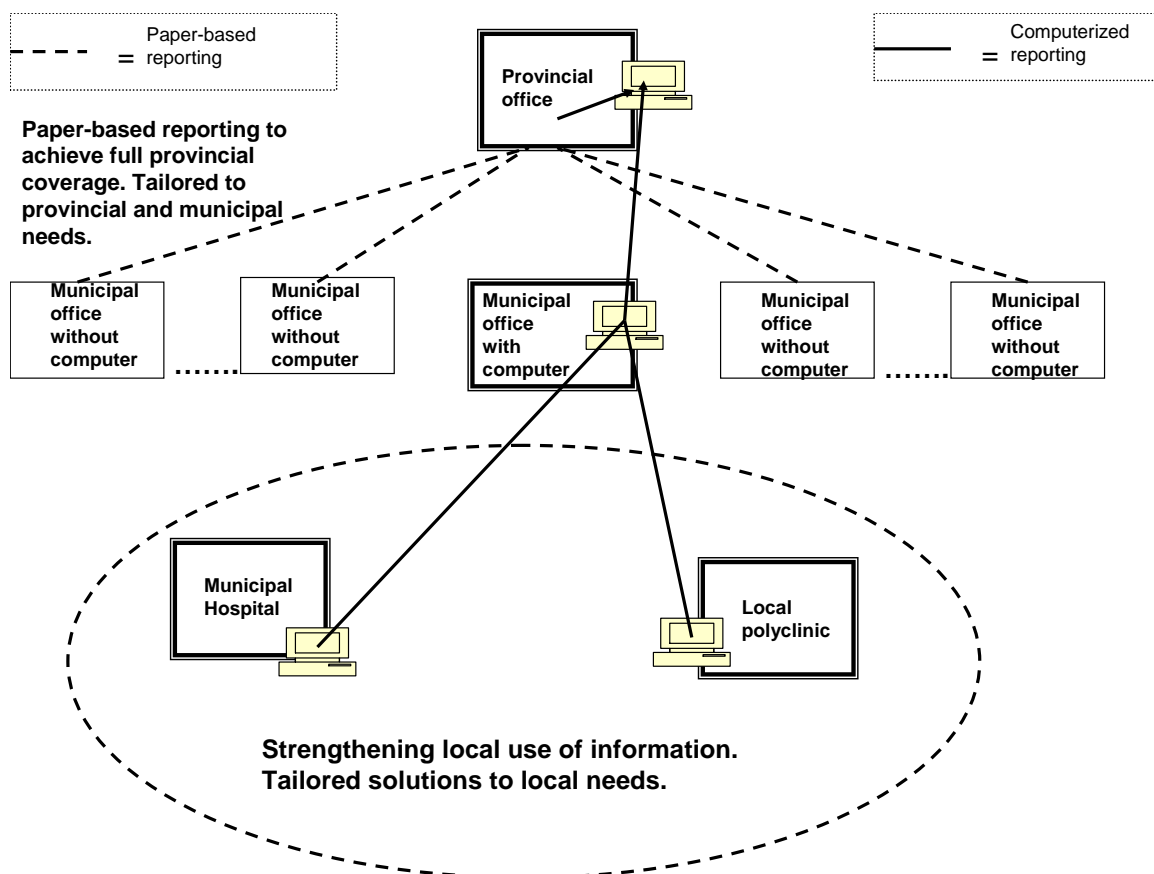 Paper-based
= reporting
Computerized
= reporting
Provincial
office
Paper-based reporting to
achieve full provincial
coverage. Tailored to
provincial and municipal
needs.
Municipal
office
without
computer
........
Municipal
office
without
computer
Municipal
office
with
computer
Municipal
office
without
computer
........
Municipal
office
without
computer
Municipal
Hospital
Local
polyclinic
Strengthening local use of information.
Tailored solutions to local needs.